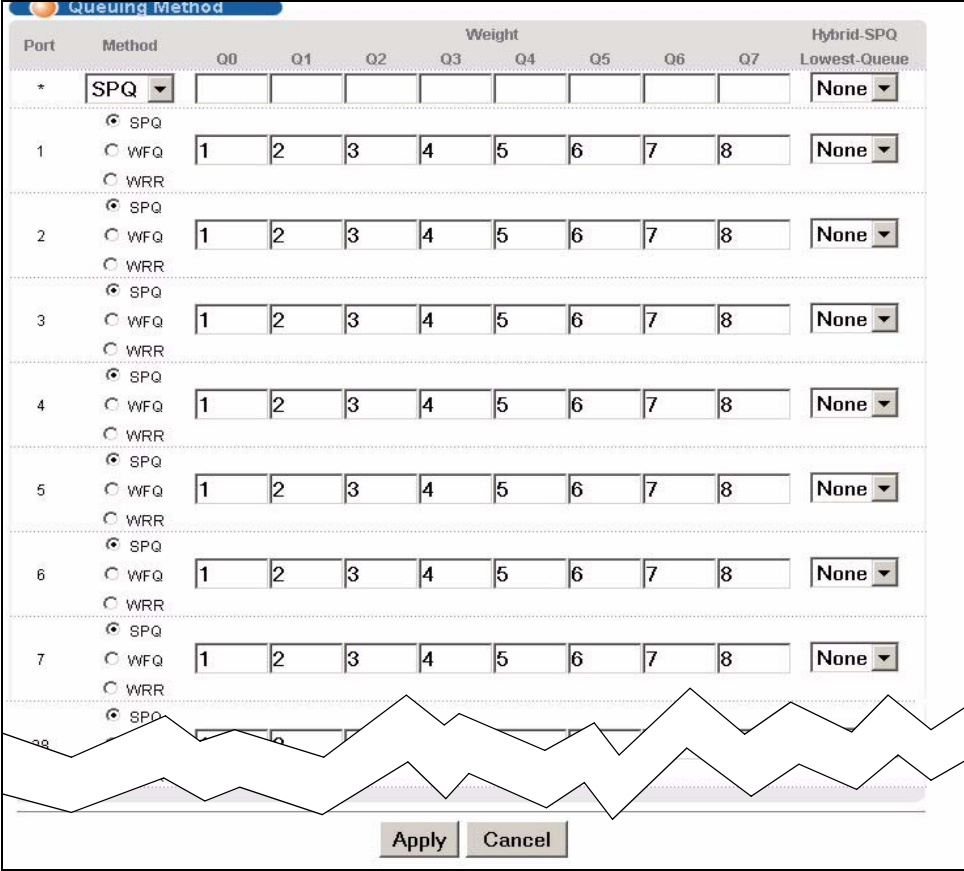 Queuing Method
Port Method Weight Hybrid-SPQ
Q0 Q1 Q2 Q3 Q4 Q5 Q6 Q7 Lowest-Queue
* SPQ None
SPQ
1 WFQ 1 2 3 4 5 6 7 8 None
WRR
SPQ
2 WFQ 1 2 3 4 5 6 7 8 None
WRR
SPQ
3 WFQ 1 2 3 4 5 6 7 8 None
WRR
SPQ
4 WFQ 1 2 3 4 5 6 7 8 None
WRR
SPQ
5 WFQ 1 2 3 4 5 6 7 8 None
WRR
SPQ
6 WFQ 1 2 3 4 5 6 7 8 None
WRR
SPQ
7 WFQ 1 2 3 4 5 6 7 8 None
WRR
SPQ
Apply Cancel